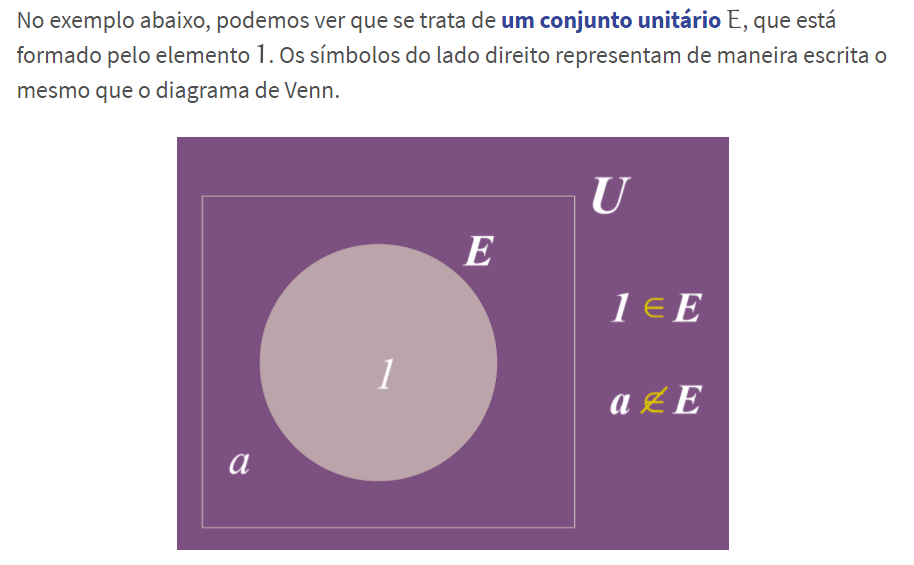 No exemplo abaixo, podemos ver que se trata de um conjunto unitário E, que está
formado pelo elemento 1. Os símbolos do lado direito representam de maneira escrita o
mesmo que o diagrama de Venn.
U
E
1 ∈ E
1
a ∉ E
a